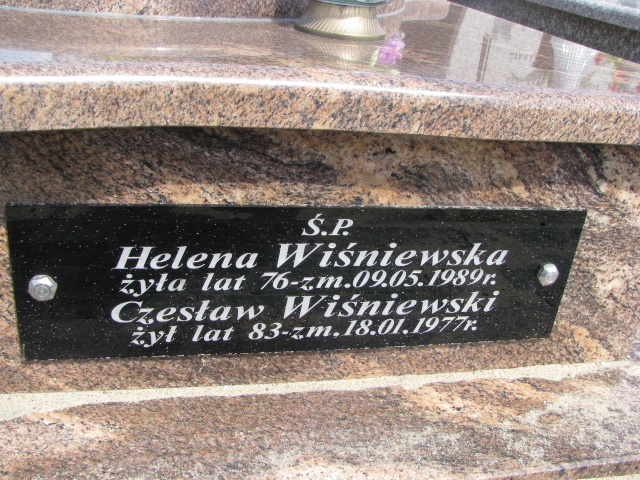 Ś.P.
Helena Wiśniewska
żyła lat 76-zm.09.05.1989r.
Czesław Wiśniewski
żył lat 83-zm.18.01.1977r.